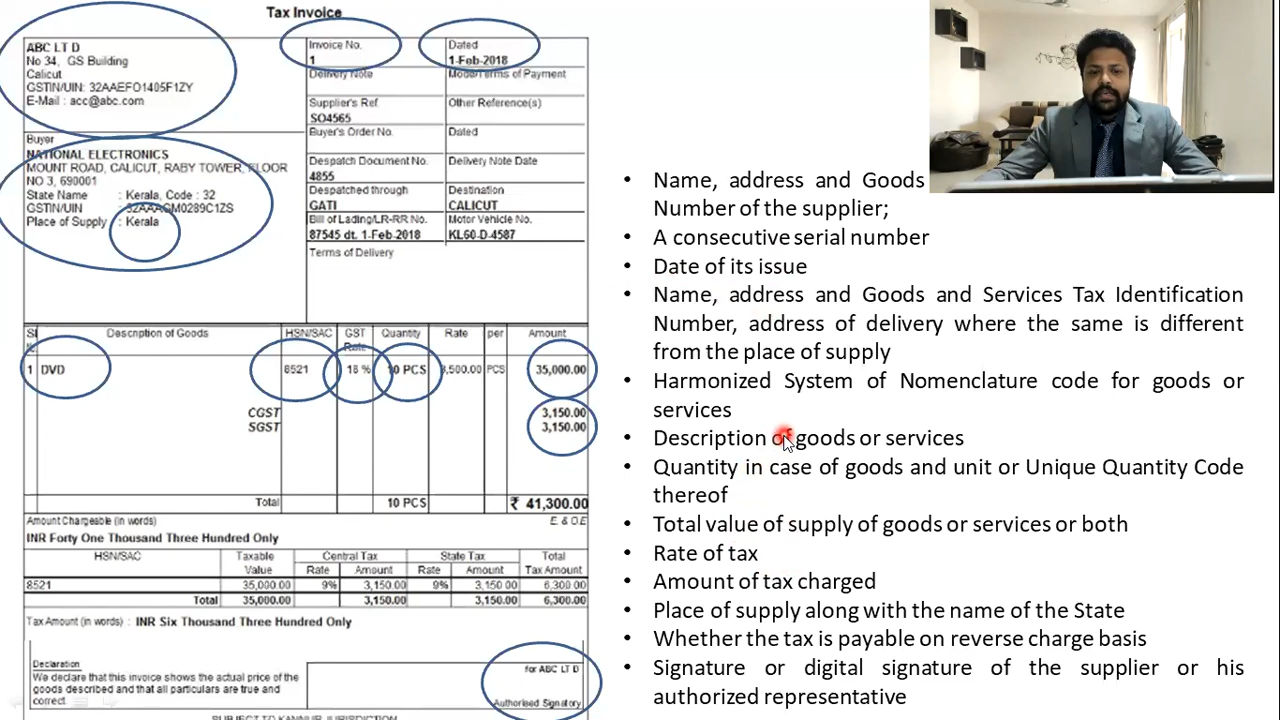 Tax Invoice
ABC LT D
No 34, GS Building
Calicut
GSTIN/UIN: 32AAEFO1405F1ZY
E-Mail : acc@abc.com
Invoice No.
1
Dated
1-Feb-2018
Delivery Note
Mode/Terms of Payment
Supplier's Ref
SO4565
Other Reference(s)
Buyer
NATIONAL ELECTRONICS
MOUNT ROAD, CALICUT, RABY TOWER, FLOOR
NO 3, 690001
State Name : Kerala, Code : 32
GSTIN/UIN
Place of Supply : Kerala
Buyer's Order No.
Dated
Despatch Document No.
4855
Delivery Note Date
Despatched through
GATI
Destination
CALICUT
Bill of Lading/LR-RR No.
87545 dt. 1-Feb-2018
Motor Vehicle No.
KL60-D-4587
Terms of Delivery
Description of Goods HSN/SAC GST Quantity Rate per Amount
Rate
1 DVD 8521 18 % PCS PCS 35,000.00
CGST 3,150.00
SGST 3,150.00
Total 10 PCS ₹ 41,300.00
Amount Chargeable (in words) E & OE
INR Forty One Thousand Three Hundred Only
HSN/SAC Taxable Central Tax State Tax Total
Value Rate Amount Rate Amount Tax Amount
8521 35,000.00 9% 3,150.00 9% 3,150.00 6,300.00
Total 35,000.00 3,150.00 3,150.00 6,300.00
Tax Amount (in words) : INR Six Thousand Three Hundred Only
Declaration
We declare that this invoice shows the actual price of the
goods described and that all particulars are true and
correct.
for ABC LT D
Authorised Signatory
SUBJECT TO KANNUR JURISDICTION
• Name, address and Goods
Number of the supplier;
• A consecutive serial number
• Date of its issue
• Name, address and Goods and Services Tax Identification
Number, address of delivery where the same is different
from the place of supply
• Harmonized System of Nomenclature code for goods or
services
• Description of goods or services
• Quantity in case of goods and unit or Unique Quantity Code
thereof
• Total value of supply of goods or services or both
• Rate of tax
• Amount of tax charged
• Place of supply along with the name of the State
• Whether the tax is payable on reverse charge basis
• Signature or digital signature of the supplier or his
authorized representative